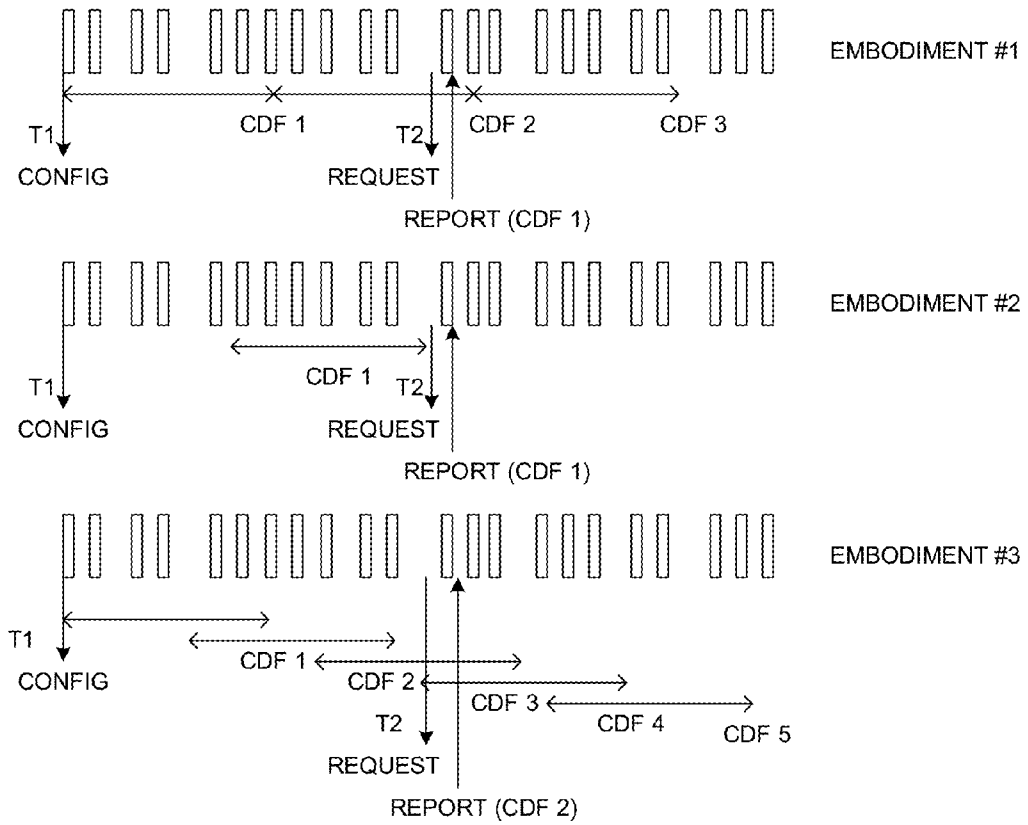 EMBODIMENT #1
CDF 1
CDF 2
CDF 3
T1
T2
CONFIG
REQUEST
REPORT (CDF 1)
EMBODIMENT #2
CDF 1
T1
T2
CONFIG
REQUEST
REPORT (CDF 1)
EMBODIMENT #3
T1
CDF 1
CONFIG
CDF 2
CDF 3
CDF 4
CDF 5
T2
REQUEST
REPORT (CDF 2)